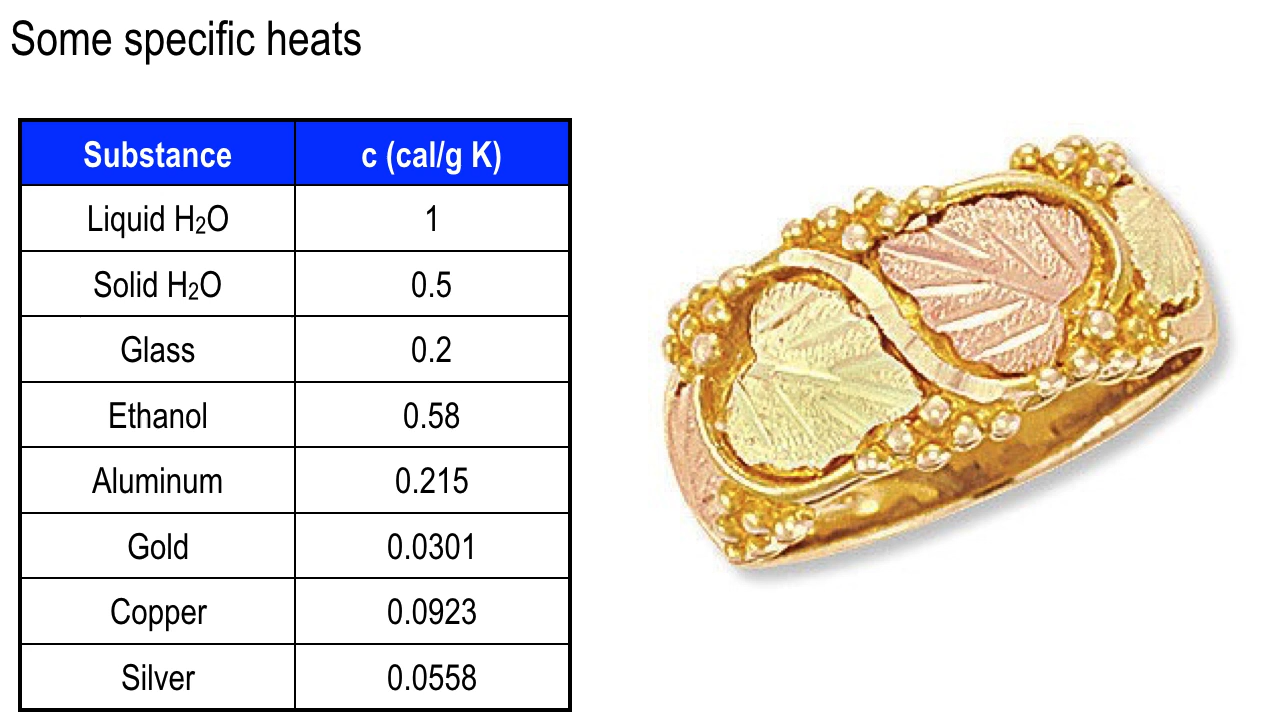 Some specific heats
Substance c (cal/g K)
Liquid H2O 1
Solid H2O 0.5
Glass 0.2
Ethanol 0.58
Aluminum 0.215
Gold 0.0301
Copper 0.0923
Silver 0.0558